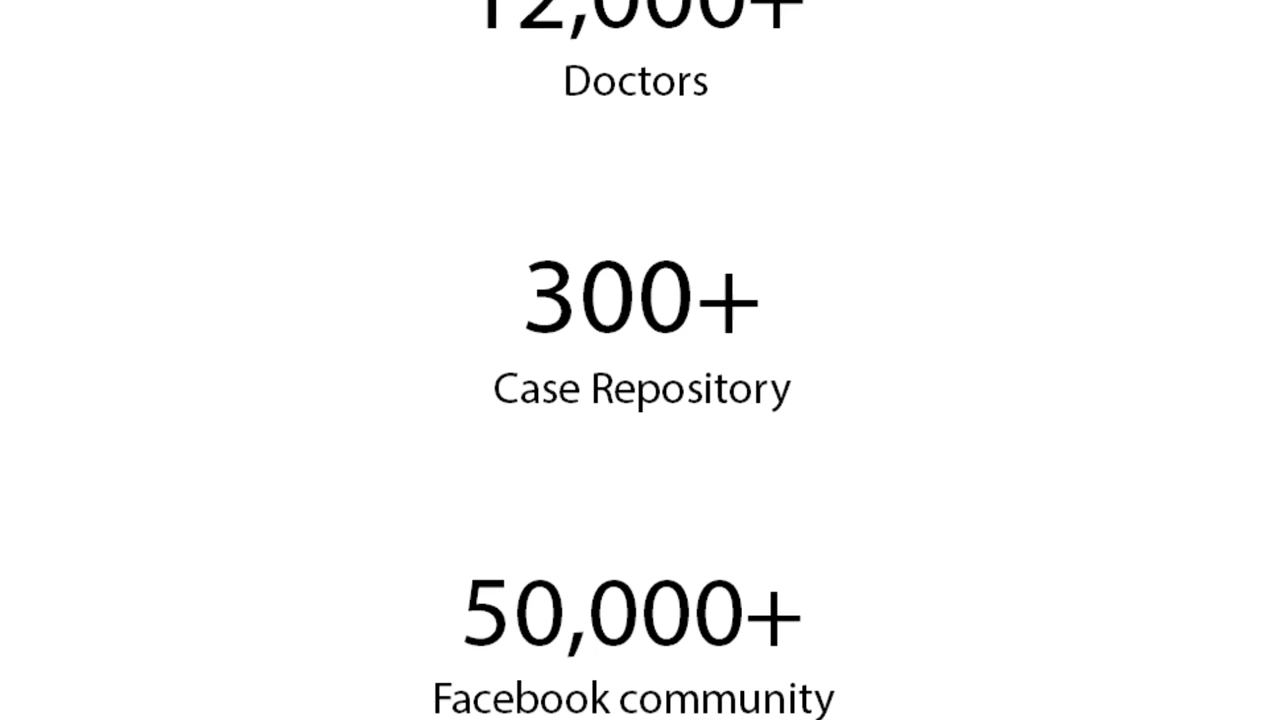 12,000+
Doctors
300+
Case Repository
50,000+
Facebook community